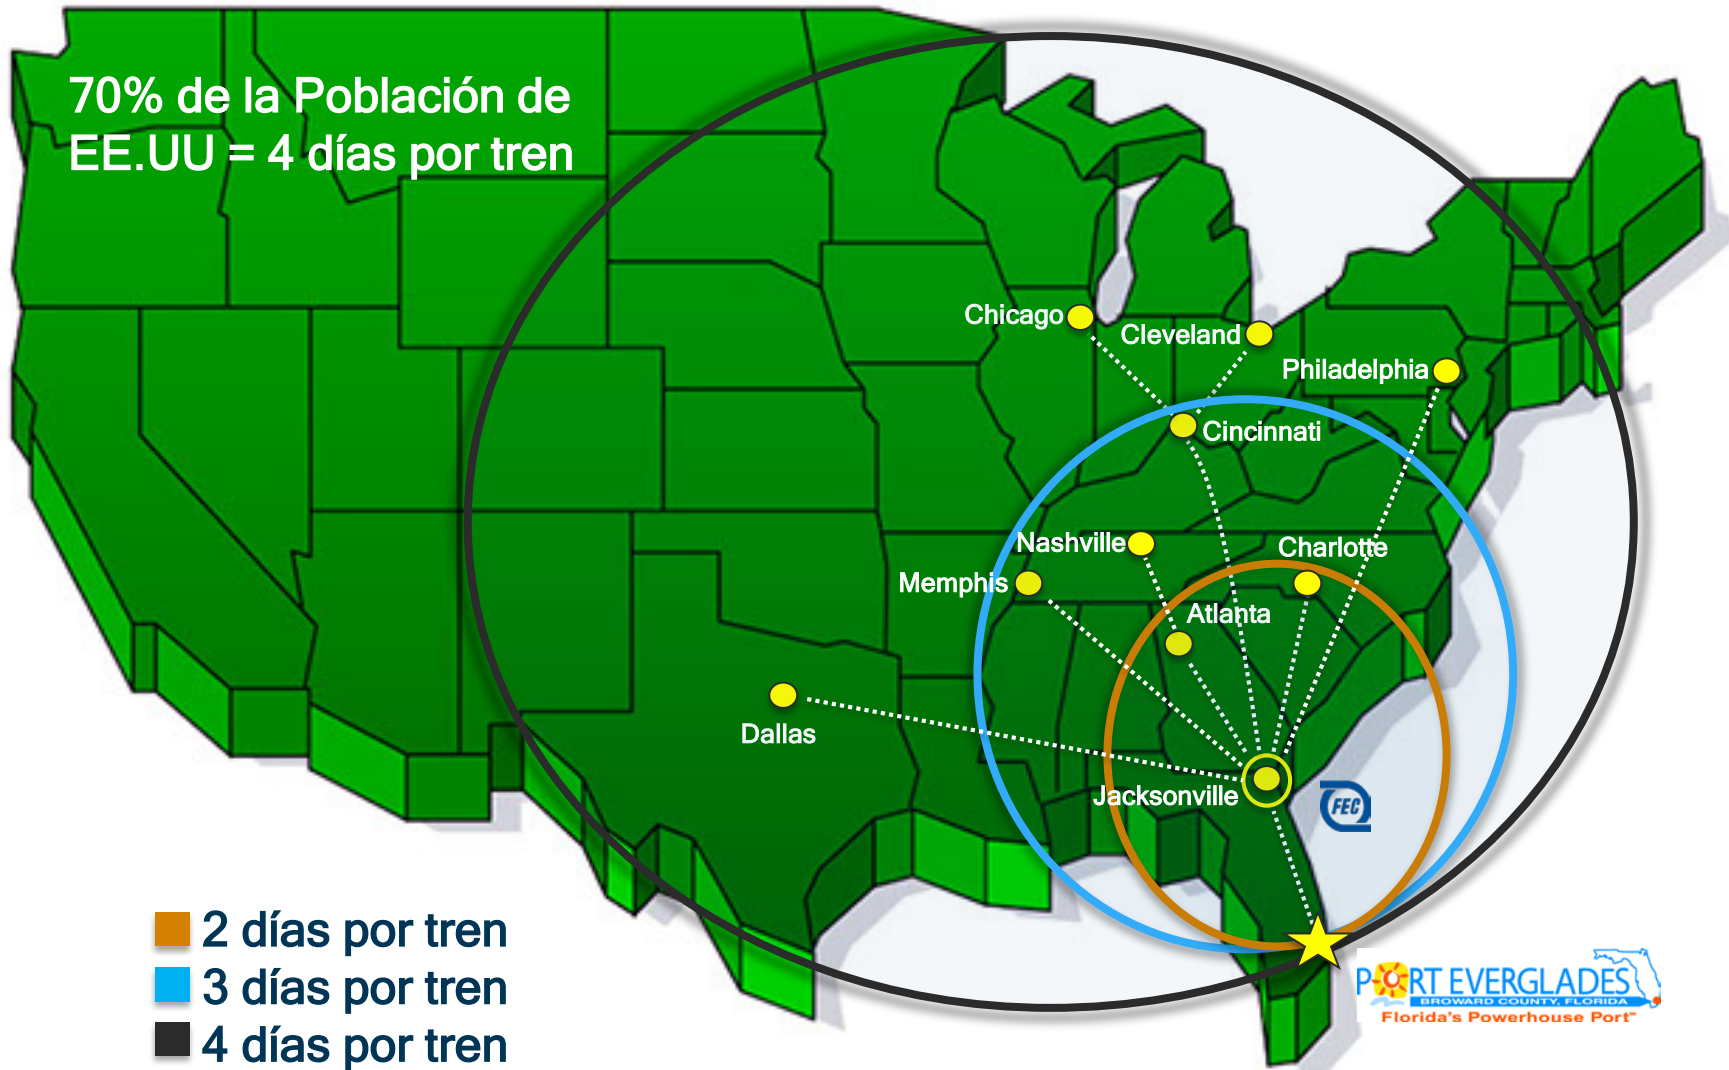 70% de la Pobláción de
EE.UU = 4 días por tren
Chicago
Cleveland
Philadelphia
Cincinnati
Nashville
Charlotte
Memphis
Atlanta
Dallas
Jacksonville
FEC
2 días por tren
3 días por tren
4 días por tren
PORT EVERGLADES
BROWARD COUNTY, FLORIDA
Florida's Powerhouse Port"